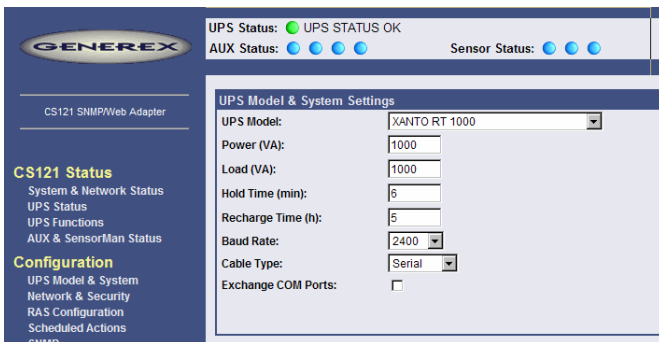 GENEREX
UPS Status: UPS STATUS OK
AUX Status: Sensor Status:
CS121 SNMP/Web Adapter
CS121 Status
System & Network Status
UPS Status
UPS Functions
AUX & SensorMan Status
Configuration
UPS Model & System
Network & Security
RAS Configuration
Scheduled Actions
SNMP
UPS Model & System Settings
UPS Model: XANTO RT 1000
Power (VA): 1000
Load (VA): 1000
Hold Time (min): 6
Recharge Time (h): 5
Baud Rate: 2400
Cable Type: Serial
Exchange COM Ports: